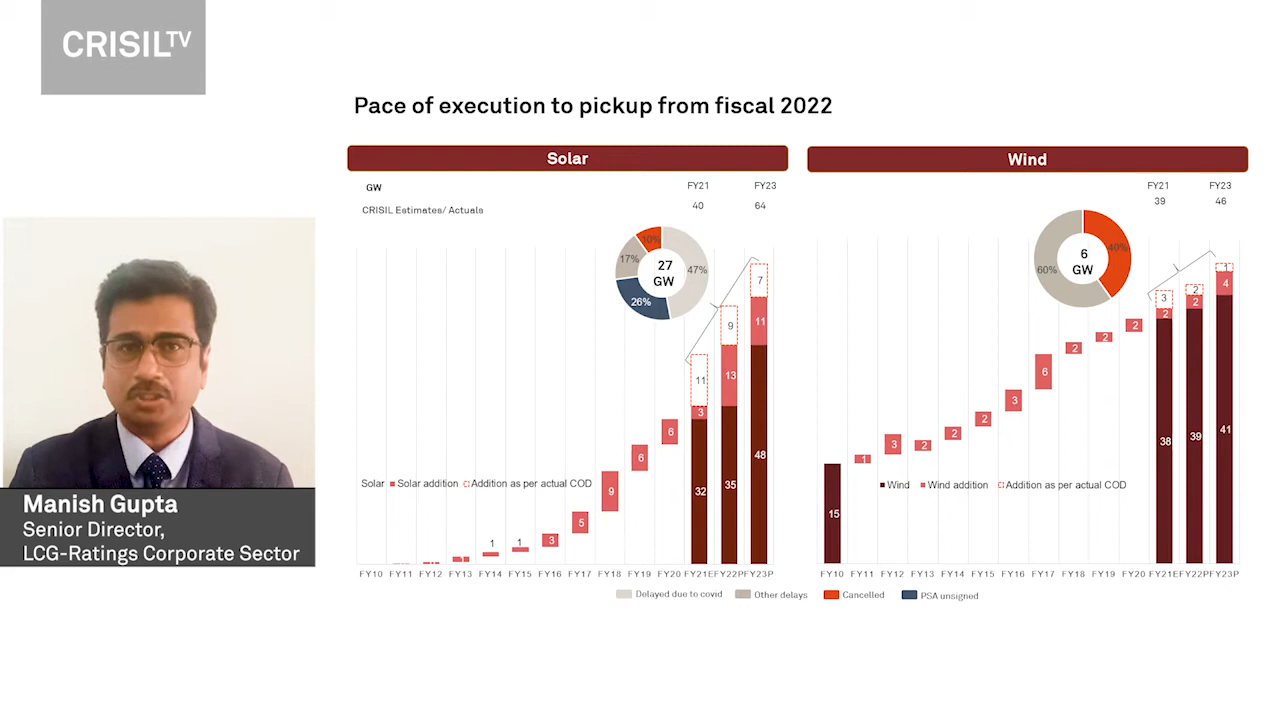 CRISIL TV
Pace of execution to pickup from fiscal 2022
Solar
GW
FY21
FY23
CRISIL Estimates/ Actuals
40
64
10%
17%
47%
26%
27
GW
7
9
11
11
13
3
6
6
9
5
3
1
1
48
35
32
Solar
Solar addition
Addition as per actual COD
FY10 FY11 FY12 FY13 FY14 FY15 FY16 FY17 FY18 FY19 FY20 FY21E FY22P FY23P
Wind
FY21
FY23
39
46
40%
60%
6
GW
1
2
3
4
2
2
2
2
2
6
3
2
2
2
3
1
15
38
39
41
Wind
Wind addition
Addition as per actual COD
FY10 FY11 FY12 FY13 FY14 FY15 FY16 FY17 FY18 FY19 FY20 FY21E FY22P FY23P
Delayed due to covid
Other delays
Cancelled
PSA unsigned
Manish Gupta
Senior Director,
LCG-Ratings Corporate Sector